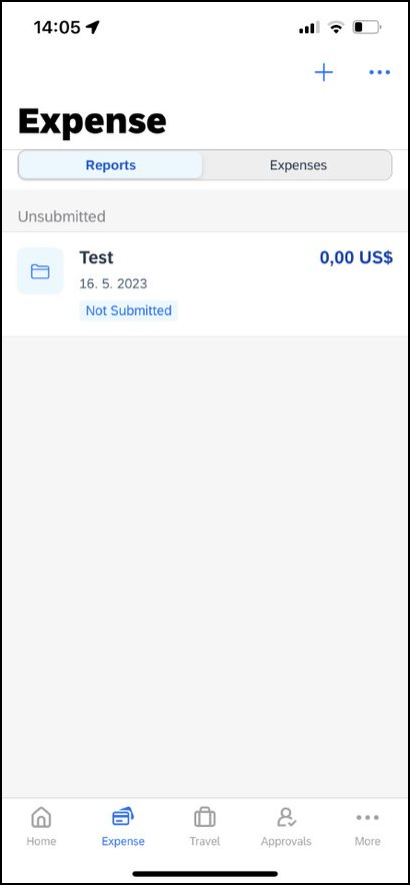 14:05
Expense
Reports Expenses
Unsubmitted
Test 0,00 US$
16. 5. 2023
Not Submitted
Home Expense Travel Approvals More